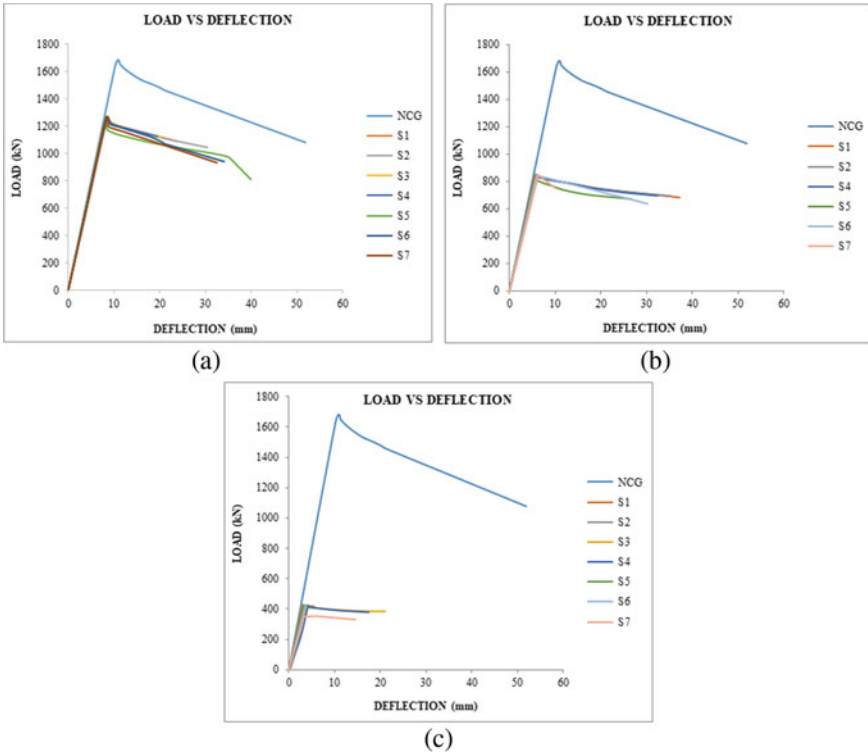 LOAD VS DEFLECTION
1800
1600
1400
1200
1000
800
600
400
200
0
LOAD (kN)
0 10 20 30 40 50 60
DEFLECTION (mm)
NCG
S1
S2
S3
S4
S5
S6
S7
(a)
LOAD VS DEFLECTION
1800
1600
1400
1200
1000
800
600
400
200
0
LOAD (kN)
0 10 20 30 40 50 60
DEFLECTION (mm)
NCG
S1
S2
S4
S5
S6
S7
(b)
LOAD VS DEFLECTION
1800
1600
1400
1200
1000
800
600
400
200
0
LOAD (kN)
0 10 20 30 40 50 60
DEFLECTION (mm)
NCG
S1
S2
S3
S4
S5
S6
S7
(c)